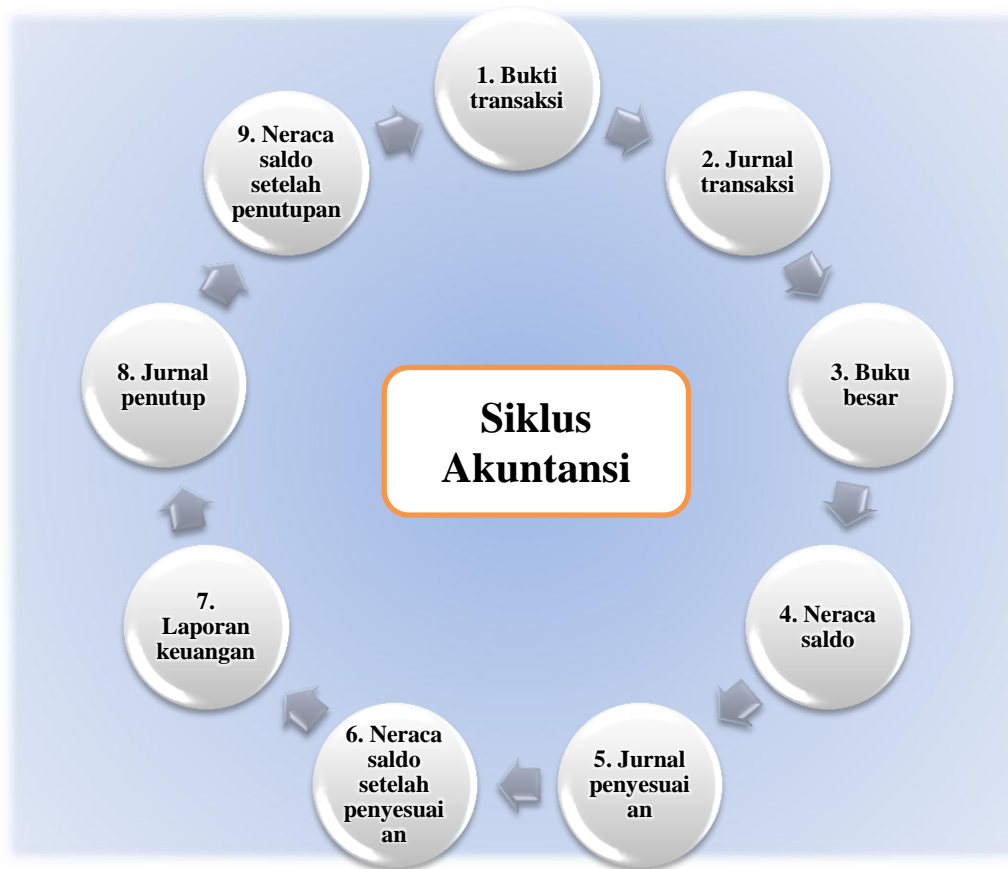 1. Bukti
transaksi
2. Jurnal
transaksi
3. Buku
besar
4. Neraca
saldo
5. Jurnal
penyesuai
an
6. Neraca
saldo
setelah
penyesuai
an
7.
Laporan
keuangan
8. Jurnal
penutup
9. Neraca
saldo
setelah
penutupan
Siklus
Akuntansi